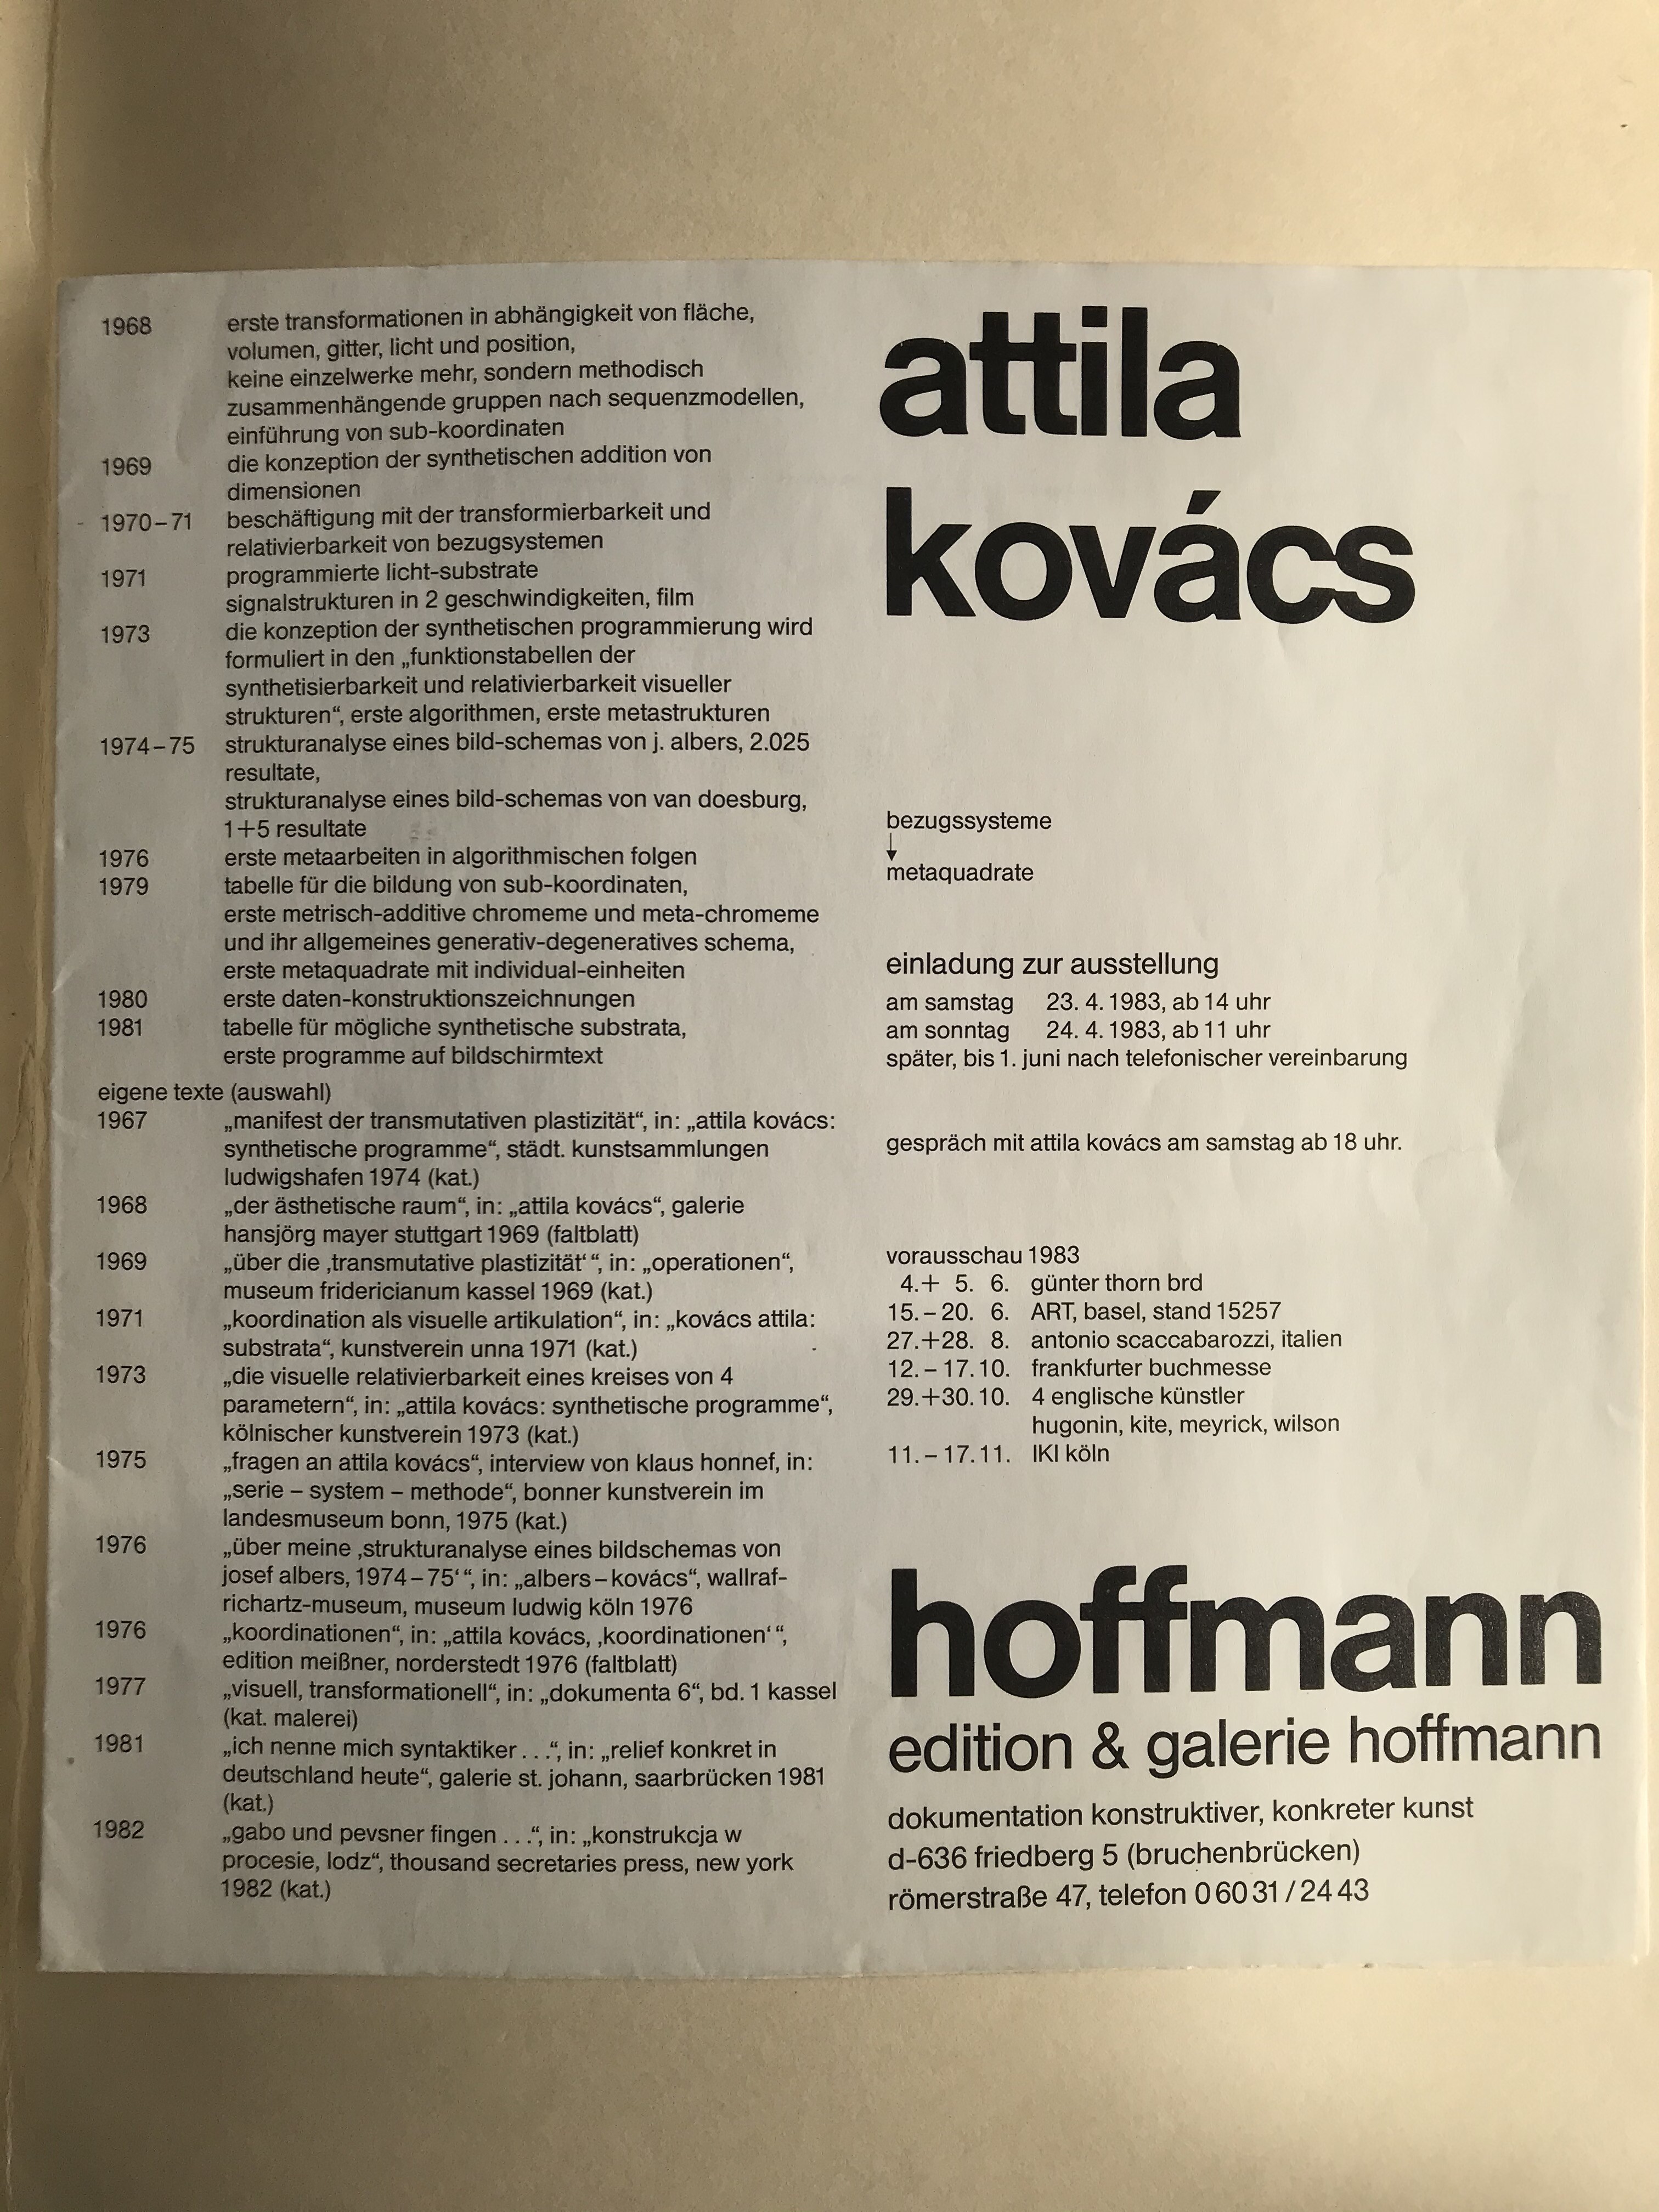 1968 erste transformationen in abhängigkeit von fläche,
volumen, gitter, licht und position,
keine einzelwerke mehr, sondern methodisch
zusammenhängende gruppen nach sequenzmodellen,
einführung von sub-koordinaten
1969 die konzeption der synthetischen addition von
dimensionen
1970–71 beschäftigung mit der transformierbarkeit und
relativierbarkeit von bezugsystemen
1971 programmierte licht-substrate
signalstrukturen in 2 geschwindigkeiten, film
1973 die konzeption der synthetischen programmierung wird
formuliert in den „funktionstabellen der
synthetisierbarkeit und relativierbarkeit visueller
strukturen“, erste algorithmen, erste metastrukturen
1974–75 strukturanalyse eines bild-schemas von j. albers, 2.025
resultate,
strukturanalyse eines bild-schemas von van doesburg,
1+5 resultate
1976 erste metaarbeiten in algorithmischen folgen
1979 tabelle für die bildung von sub-koordinaten,
erste metrisch-additive chromeme und meta-chromeme
und ihr allgemeines generativ-degeneratives schema,
erste metaquadrate mit individual-einheiten
1980 erste daten-konstruktionszeichnungen
1981 tabelle für mögliche synthetische substrata,
erste programme auf bildschirmtext
eigene texte (auswahl)
1967 „manifest der transmutativen plastizität“, in: „attila kovács:
synthetische programme“, städt. kunstsammlungen
ludwigshafen 1974 (kat.)
1968 „der ästhetische raum“, in: „attila kovács“, galerie
hansjörg mayer stuttgart 1969 (faltblatt)
1969 „über die ‚transmutative plastizität‘“, in: „operationen“,
museum fridericianum kassel 1969 (kat.)
1971 „koordination als visuelle artikulation“, in: „kovács attila:
substrata“, kunstverein unna 1971 (kat.)
1973 „die visuelle relativierbarkeit eines kreises von 4
parametern“, in: „attila kovács: synthetische programme“,
kölnischer kunstverein 1973 (kat.)
1975 „fragen an attila kovács“, interview von klaus honnef, in:
„serie – system – methode“, bonner kunstverein im
landesmuseum bonn, 1975 (kat.)
1976 „über meine ‚strukturanalyse eines bildschemas von
josef albers, 1974–75‘“, in: „albers–kovács“, wallraf-
richartz-museum, museum ludwig köln 1976
1976 „koordinationen“, in: „attila kovács, ‚koordinationen‘“,
edition meißner, norderstedt 1976 (faltblatt)
1977 „visuell, transformationell“, in: „dokumenta 6“, bd. 1 kassel
(kat. malerei)
1981 „ich nenne mich syntaktiker . . .“, in: „relief konkret in
deutschland heute“, galerie st. johann, saarbrücken 1981
(kat.)
1982 „gabo und pevsner fingen . . .“, in: „konstrukcja w
procesie, lodz“, thousand secretaries press, new york
1982 (kat.)
attila
kovács
bezugssysteme
↓
metaquadrate
einladung zur ausstellung
am samstag 23. 4. 1983, ab 14 uhr
am sonntag 24. 4. 1983, ab 11 uhr
später, bis 1. juni nach telefonischer vereinbarung
gespräch mit attila kovács am samstag ab 18 uhr.
vorausschau 1983
4.+ 5. 6. günter thorn brd
15.–20. 6. ART, basel, stand 15257
27.+28. 8. antonio scaccabarozzi, italien
12.–17.10. frankfurter buchmesse
29.+30.10. 4 englische künstler
hugonin, kite, meyrick, wilson
11.–17.11. IKI köln
hoffmann
edition & galerie hoffmann
dokumentation konstruktiver, konkreter kunst
d-636 friedberg 5 (bruchenbrücken)
römerstraße 47, telefon 0 60 31 / 24 43